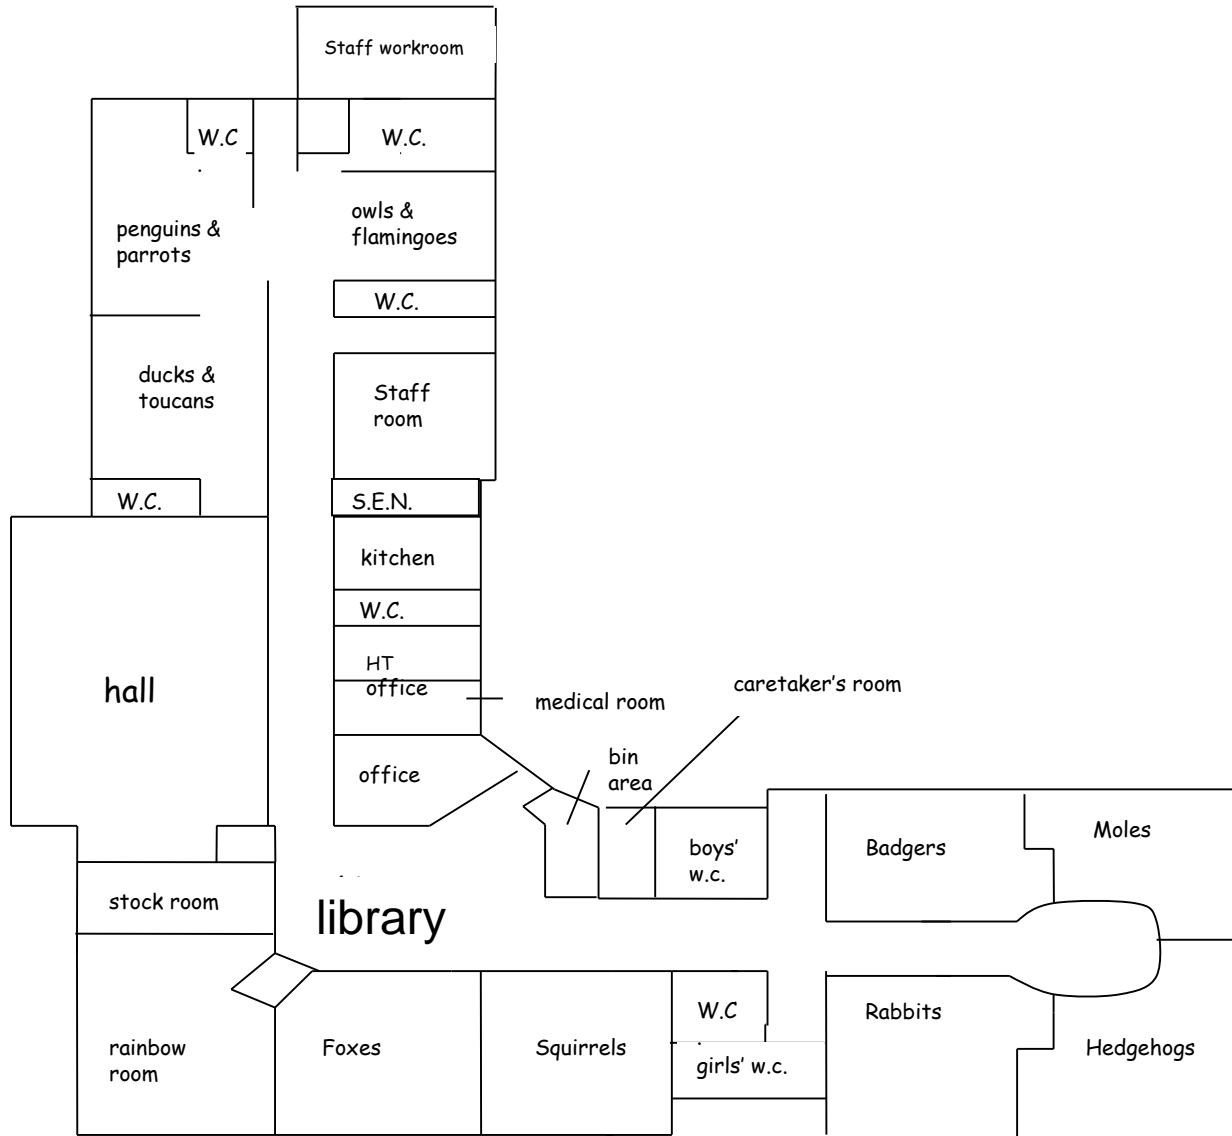 Staff workroom
W.C
.
W.C.
penguins &
parrots
owls &
flamingoes
W.C.
ducks &
toucans
Staff
room
W.C.
S.E.N.
kitchen
W.C.
HT
office
hall
medical room
caretaker’s room
bin
area
office
boys’
w.c.
Badgers
Moles
stock room
library
W.C
.
Rabbits
rainbow
room
Foxes
Squirrels
girls’ w.c.
Hedgehogs